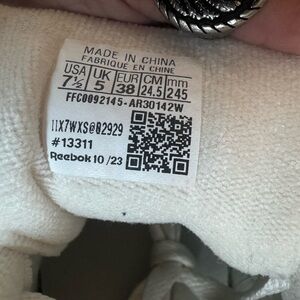 MADE IN CHINA
FABRIQUE EN CHINE
USA UK EUR CM mm
7½ 5 38 24.5 245
FFC0092145-AR30142W
11X7WXS@02929
#13311
Reebok 10/23